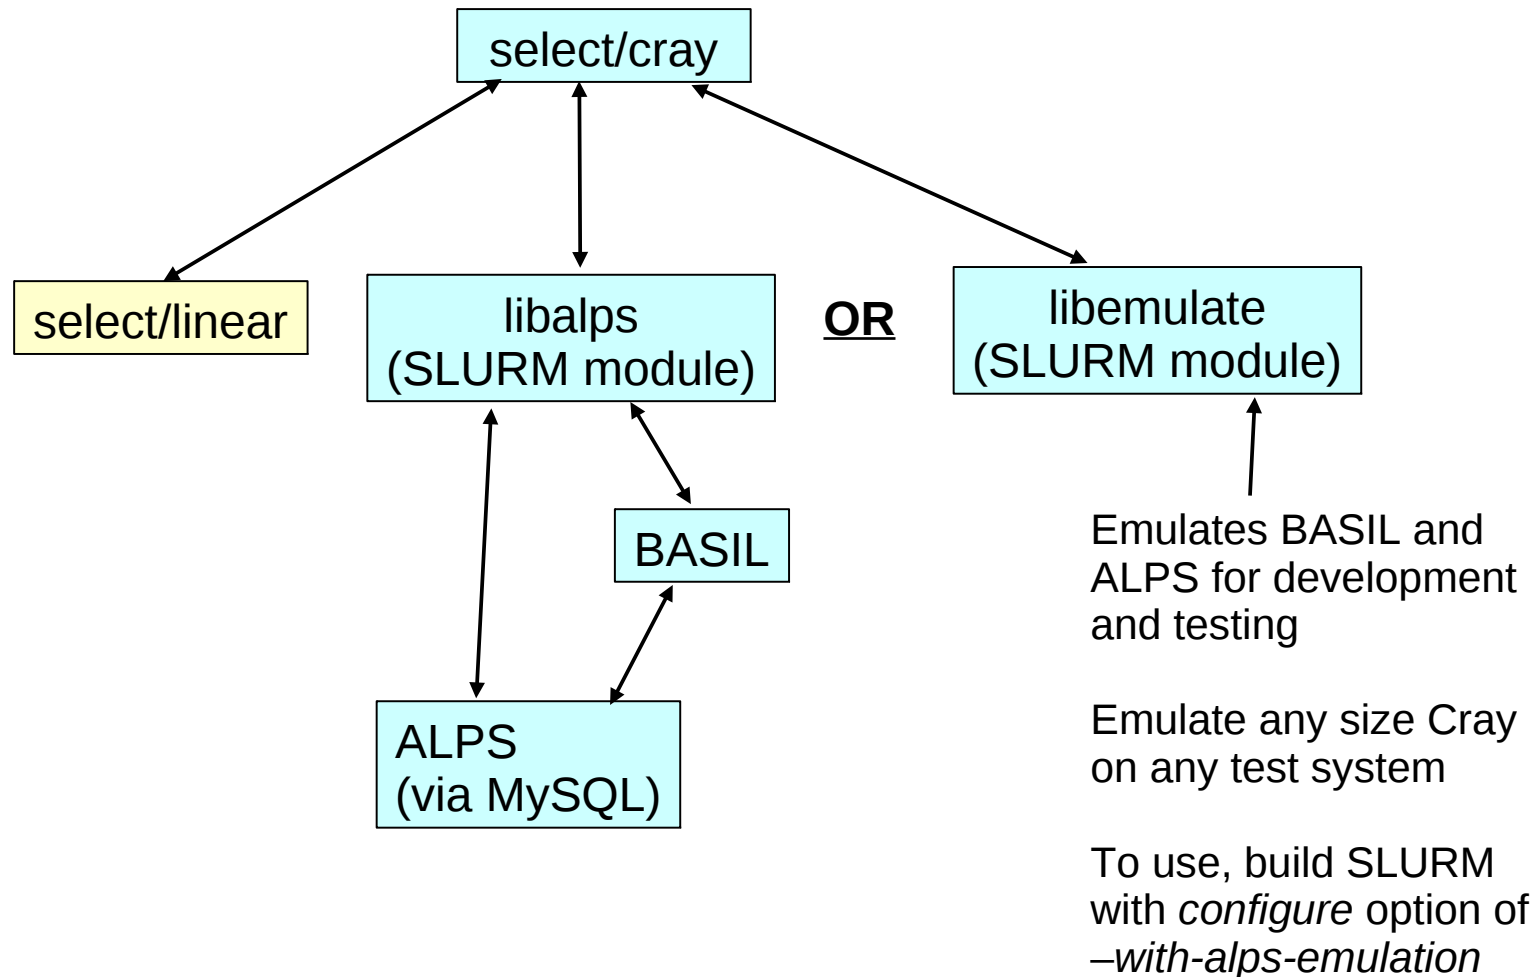 select/cray
select/linear
libalps
(SLURM module)
OR
libemulate
(SLURM module)
BASIL
ALPS
(via MySQL)
Emulates BASIL and
ALPS for development
and testing
Emulate any size Cray
on any test system
To use, build SLURM
with configure option of
–with-alps-emulation